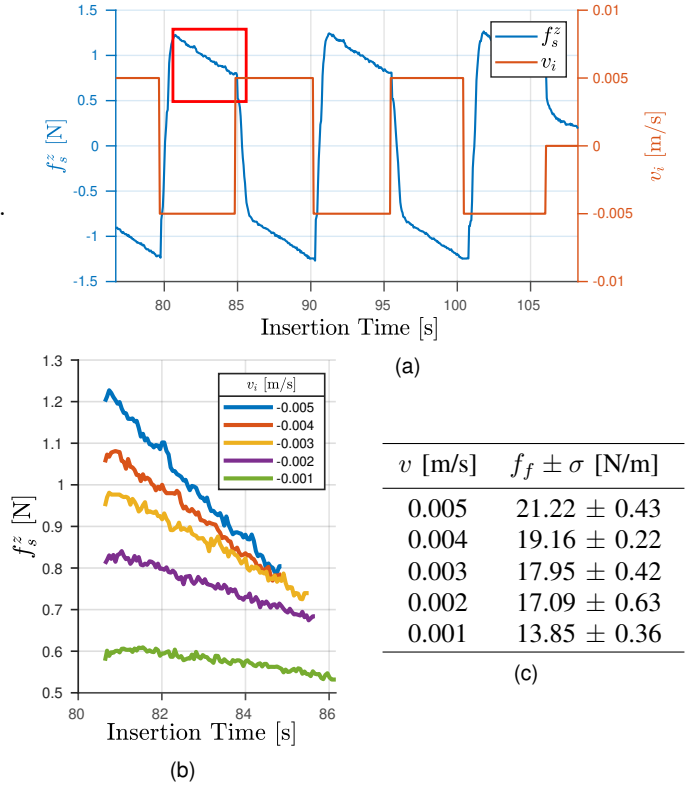 1.5
1
0.5
0
-0.5
-1
-1.5
f_s^z [N]
0.01
0.005
0
-0.005
-0.01
v_i [m/s]
f_s^z
v_i
80 85 90 95 100 105
Insertion Time [s]
(a)
.
1.3
1.2
1.1
1
0.9
0.8
0.7
0.6
0.5
f_s^z [N]
v_i [m/s]
-0.005
-0.004
-0.003
-0.002
-0.001
80 82 84 86
Insertion Time [s]
(b)
v [m/s] f_f ± σ [N/m]
0.005 21.22 ± 0.43
0.004 19.16 ± 0.22
0.003 17.95 ± 0.42
0.002 17.09 ± 0.63
0.001 13.85 ± 0.36
(c)